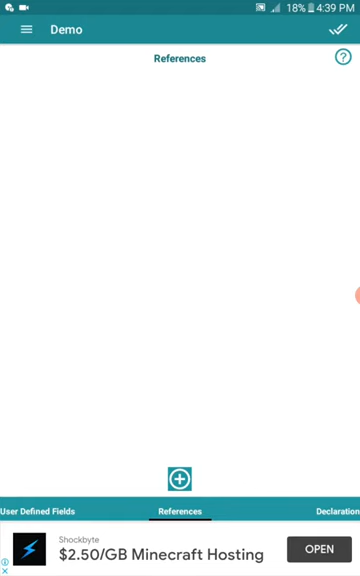 18% 4:39 PM
Demo
References
?
User Defined Fields References Declaration
Shockbyte
$2.50/GB Minecraft Hosting
OPEN